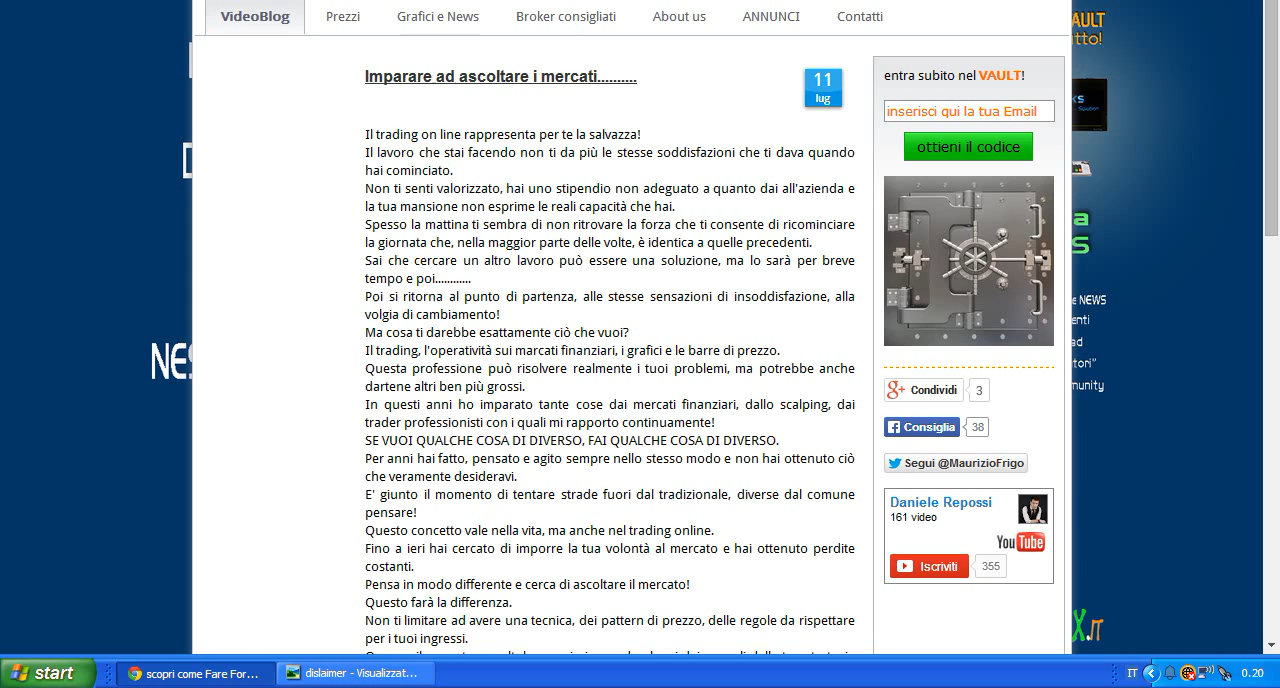 VideoBlog Prezzi Grafici e News Broker consigliati About us ANNUNCI Contatti
AULT
tto!
Imparare ad ascoltare i mercati..........
11
lug
Il trading on line rappresenta per te la salvazza!
Il lavoro che stai facendo non ti da più le stesse soddisfazioni che ti dava quando
hai cominciato.
Non ti senti valorizzato, hai uno stipendio non adeguato a quanto dai all'azienda e
la tua mansione non esprime le reali capacità che hai.
Spesso la mattina ti sembra di non ritrovare la forza che ti consente di ricominciare
la giornata che, nella maggior parte delle volte, è identica a quelle precedenti.
Sai che cercare un altro lavoro può essere una soluzione, ma lo sarà per breve
tempo e poi............
Poi si ritorna al punto di partenza, alle stesse sensazioni di insoddisfazione, alla
volgia di cambiamento!
Ma cosa ti darebbe esattamente ciò che vuoi?
Il trading, l'operatività sui marcati finanziari, i grafici e le barre di prezzo.
Questa professione può risolvere realmente i tuoi problemi, ma potrebbe anche
dartene altri ben più grossi.
In questi anni ho imparato tante cose dai mercati finanziari, dallo scalping, dai
trader professionisti con i quali mi rapporto continuamente!
SE VUOI QUALCHE COSA DI DIVERSO, FAI QUALCHE COSA DI DIVERSO.
Per anni hai fatto, pensato e agito sempre nello stesso modo e non hai ottenuto ciò
che veramente desideravi.
E' giunto il momento di tentare strade fuori dal tradizionale, diverse dal comune
pensare!
Questo concetto vale nella vita, ma anche nel trading online.
Fino a ieri hai cercato di imporre la tua volontà al mercato e hai ottenuto perdite
costanti.
Pensa in modo differente e cerca di ascoltare il mercato!
Questo farà la differenza.
Non ti limitare ad avere una tecnica, dei pattern di prezzo, delle regole da rispettare
per i tuoi ingressi.
entra subito nel VAULT!
inserisci qui la tua Email
ottieni il codice
g+ Condividi 3
Consiglia 38
Segui @MaurizioFrigo
Daniele Repossi
161 video
YouTube
Iscriviti 355
KS
a
S
e NEWS
enti
ad
atori"
munity
X.IT
NES
start
scopri come Fare For...
dislaimer - Visualizzat...
IT
0.20